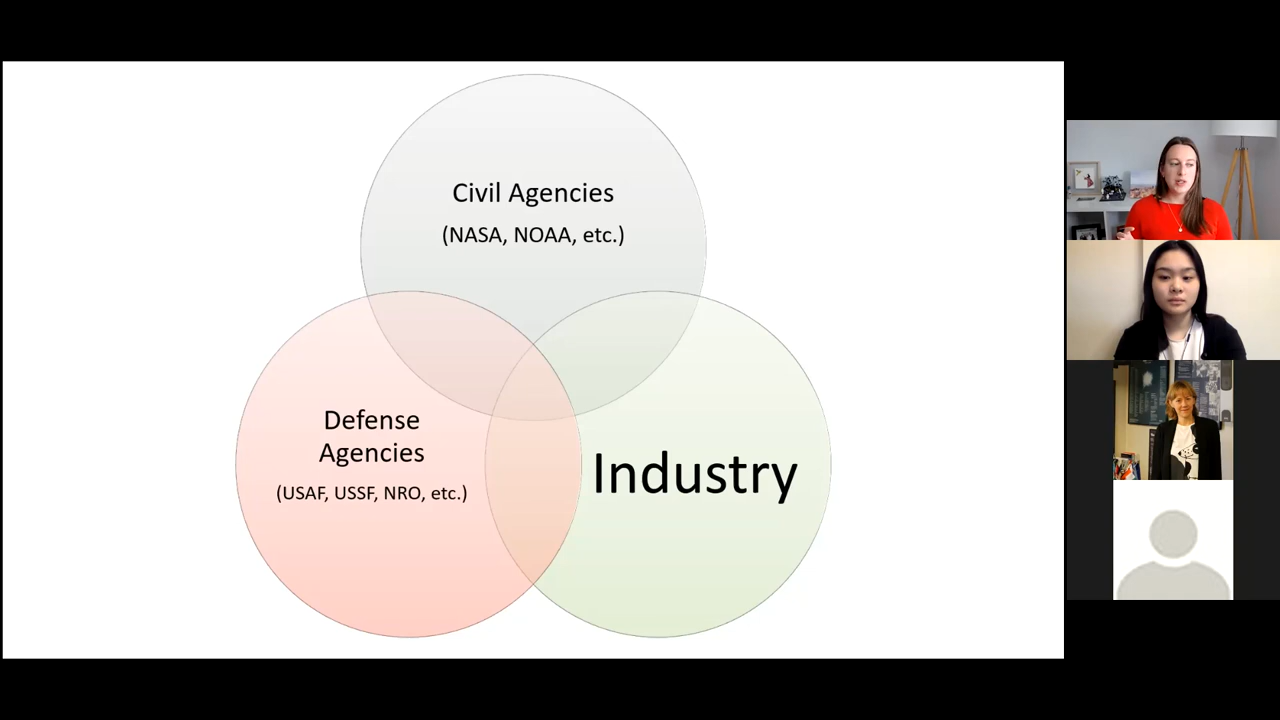 Civil Agencies
(NASA, NOAA, etc.)
Defense
Agencies
(USAF, USSF, NRO, etc.)
Industry